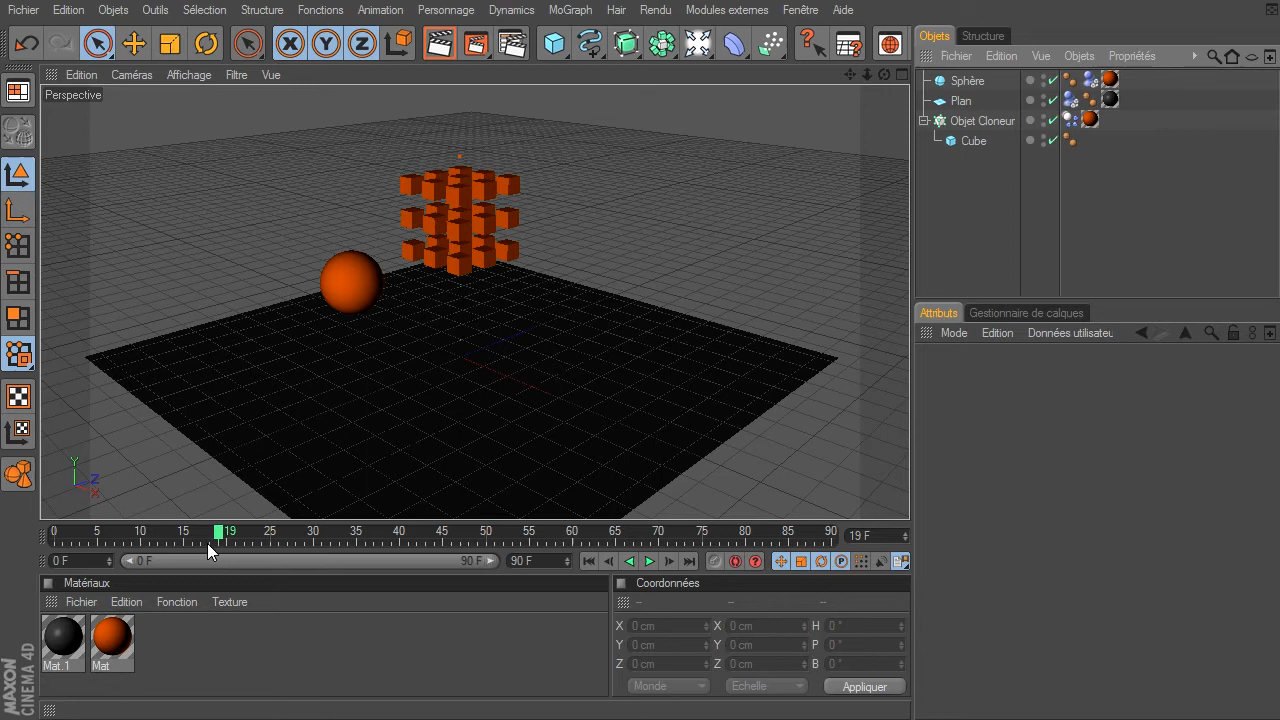 Fichier Edition Objets Outils Sélection Structure Fonctions Animation Personnage Dynamics MoGraph Hair Rendu Modules externes Fenêtre Aide
Edition Caméras Affichage Filtre Vue
Perspective
Y
Z
X
0 5 10 15 19 25 30 35 40 45 50 55 60 65 70 75 80 85 90 19 F
0 F 0 F 90 F 90 F
Matériaux
Fichier Edition Fonction Texture
Mat.1 Mat
MAXON
CINEMA 4D
Coordonnées
-- -- --
X 0 cm X 0 cm H 0 °
Y 0 cm Y 0 cm P 0 °
Z 0 cm Z 0 cm B 0 °
Monde Echelle Appliquer
Objets Structure
Fichier Edition Vue Objets Propriétés
Sphère
Plan
Objet Cloneur
Cube
Attributs Gestionnaire de calques
Mode Edition Données utilisateu